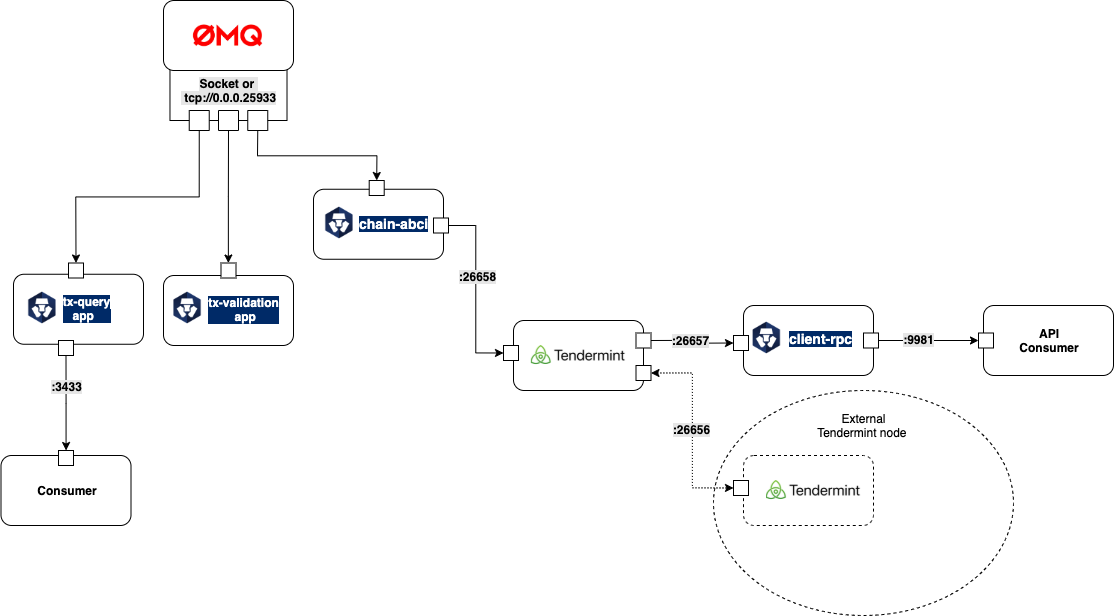 ØMQ
Socket or
tcp://0.0.0.25933
chain-abci
:26658
tx-query
app
tx-validation
app
:3433
Consumer
Tendermint
:26657
client-rpc
:9981
API
Consumer
:26656
External
Tendermint node
Tendermint